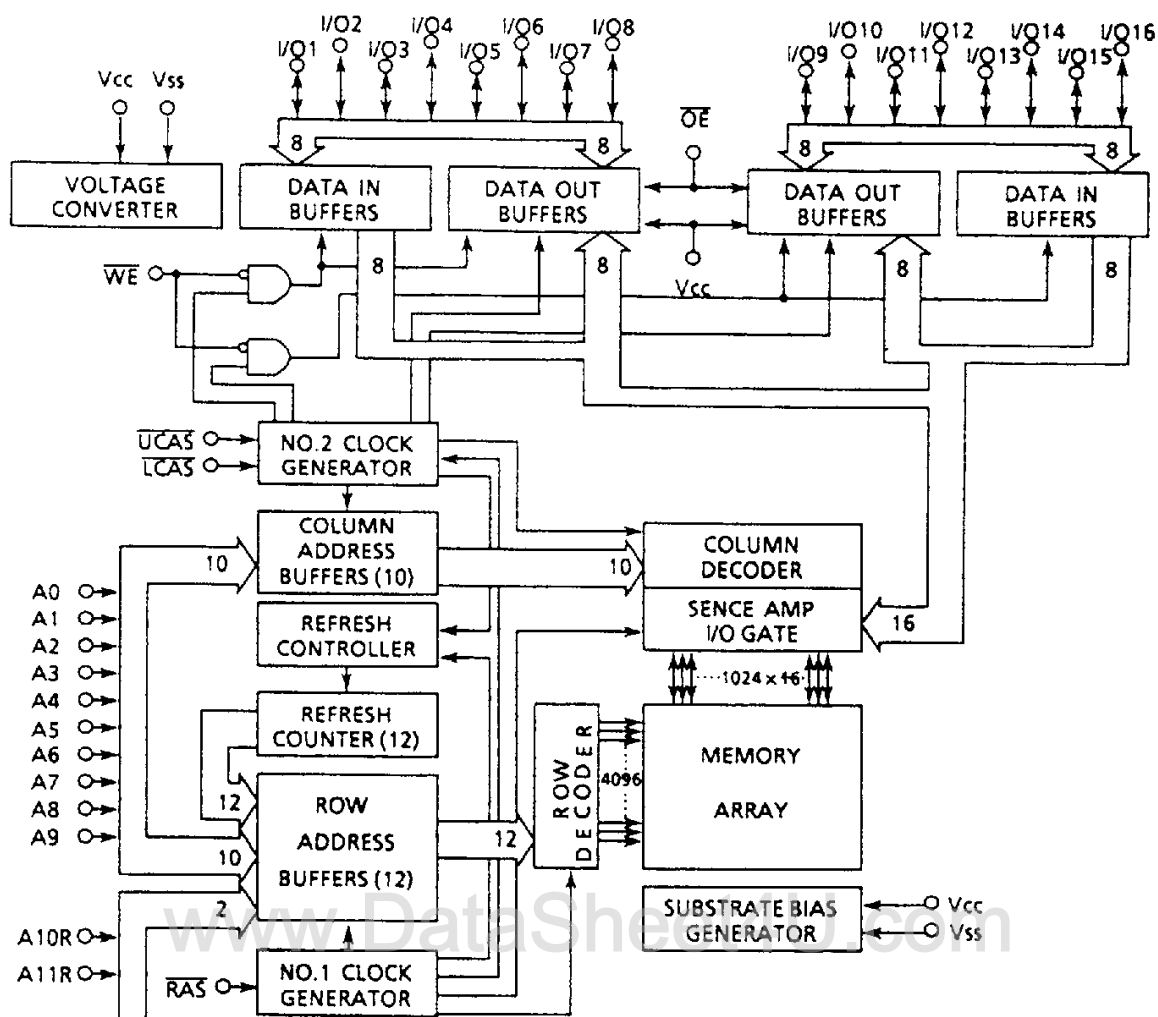 I/O1 I/O2 I/O3 I/O4 I/O5 I/O6 I/O7 I/O8
I/O9 I/O10 I/O11 I/O12 I/O13 I/O14 I/O15 I/O16
Vcc Vss
OE
8 8 8 8
VOLTAGE
CONVERTER
DATA IN
BUFFERS
DATA OUT
BUFFERS
DATA OUT
BUFFERS
DATA IN
BUFFERS
WE
8 8 8 8
Vcc
UCAS
LCAS
NO.2 CLOCK
GENERATOR
COLUMN
ADDRESS
BUFFERS (10)
10
10
COLUMN
DECODER
SENCE AMP
I/O GATE
16
A0
A1
A2
A3
A4
A5
A6
A7
A8
A9
REFRESH
CONTROLLER
REFRESH
COUNTER (12)
1024 x 16
ROW
DECODER
4096
MEMORY
ARRAY
12
10
2
ROW
ADDRESS
BUFFERS (12)
12
SUBSTRATE BIAS
GENERATOR
Vcc
Vss
www.DataSheet4U.com
A10R
A11R
RAS
NO.1 CLOCK
GENERATOR